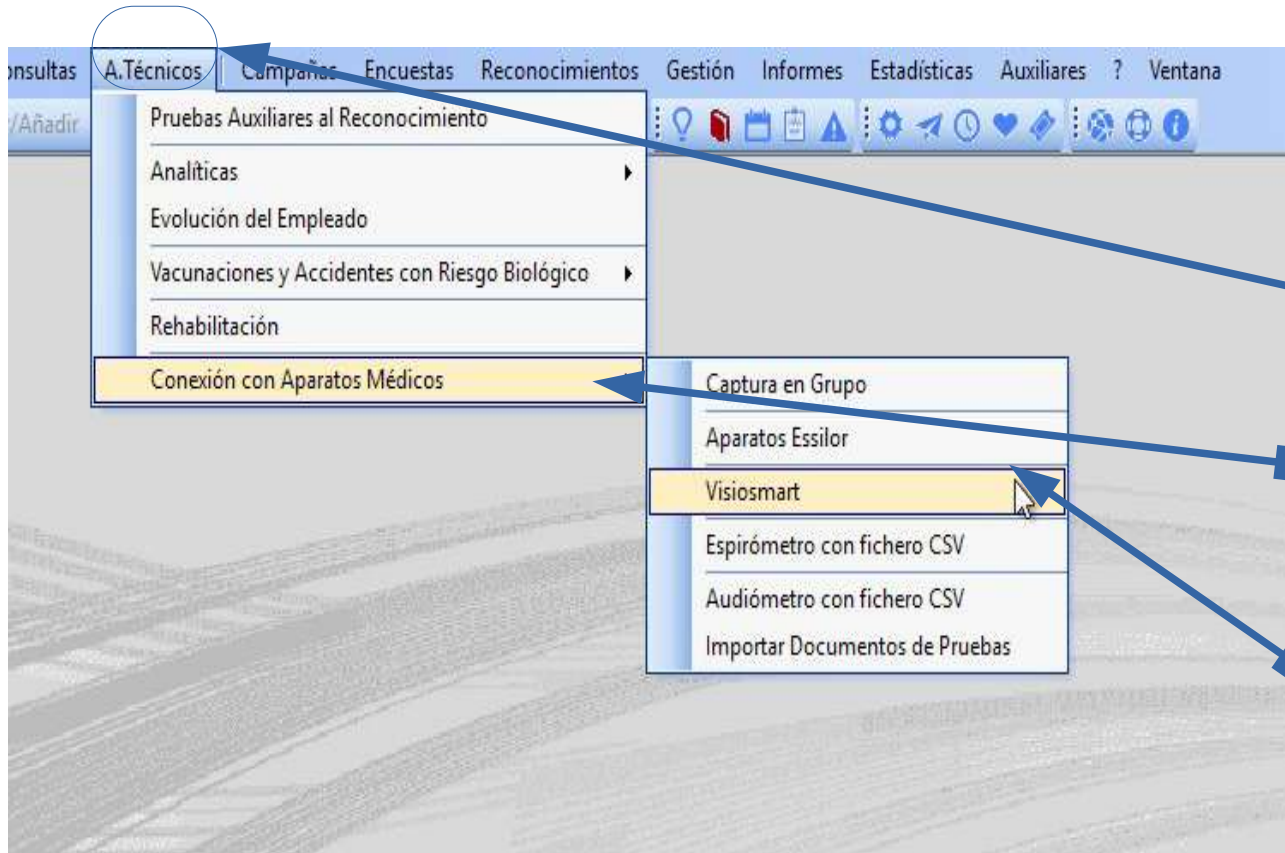 onsultas A.Técnicos Campañas Encuestas Reconocimientos Gestión Informes Estadísticas Auxiliares ? Ventana
/Añadir
Pruebas Auxiliares al Reconocimiento
Analíticas
Evolución del Empleado
Vacunaciones y Accidentes con Riesgo Biológico
Rehabilitación
Conexión con Aparatos Médicos
Captura en Grupo
Aparatos Essilor
Visiosmart
Espirómetro con fichero CSV
Audiómetro con fichero CSV
Importar Documentos de Pruebas